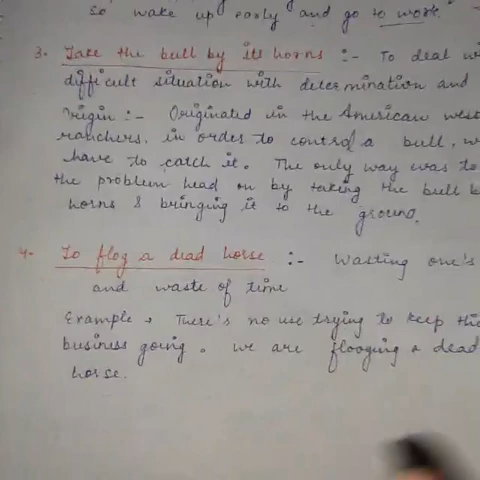 so wake up early and go to work.
3. Take the bull by its horns :- To deal
difficult situation with determination and
Origin :- Originated in the American west
ranchers, in order to control a bull,
have to catch it. The only way was to
the problem head on by taking the bull
horns & bringing it to the ground.
4. To flog a dead horse :- Wasting one's
and waste of time
Example → There's no use trying to keep
business going. We are flooging a dead
horse.